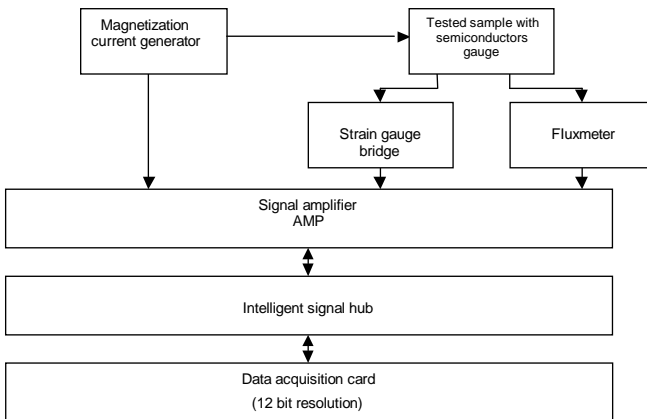 Magnetization
current generator
Tested sample with
semiconductors
gauge
Strain gauge
bridge
Fluxmeter
Signal amplifier
AMP
Intelligent signal hub
Data acquisition card
(12 bit resolution)